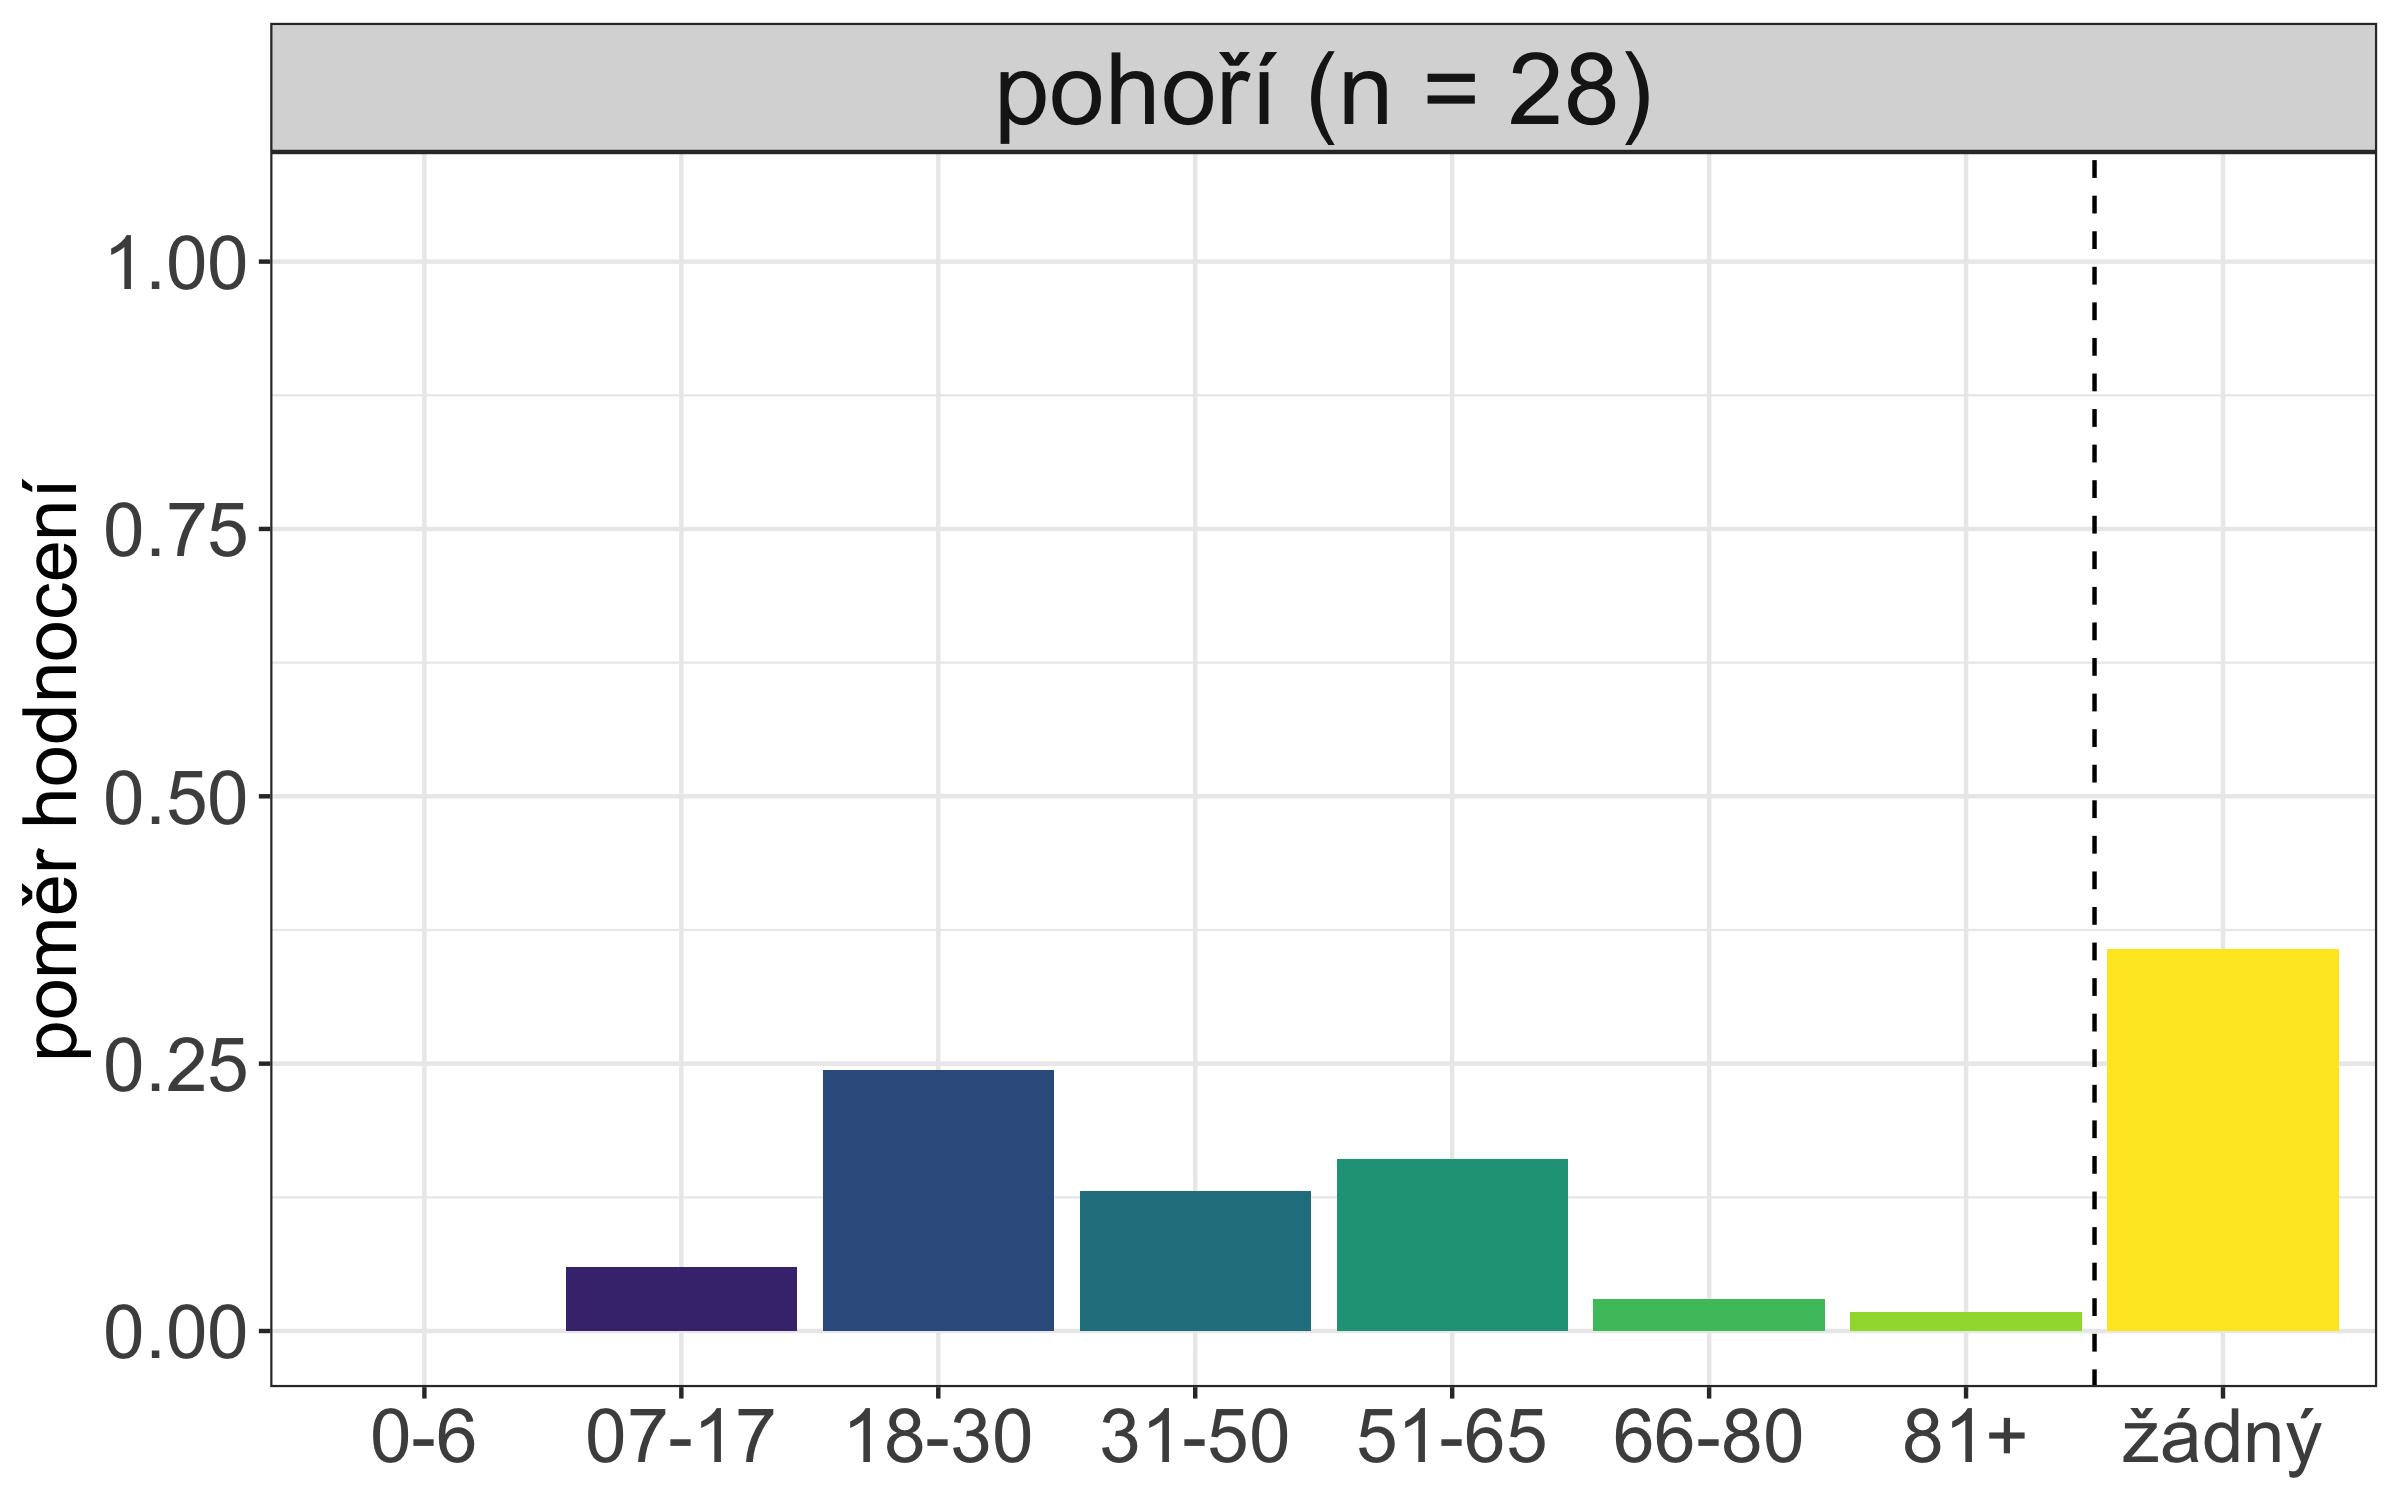 pohoří (n = 28)
poměr hodnocení
1.00
0.75
0.50
0.25
0.00
0-6 07-17 18-30 31-50 51-65 66-80 81+ žádný